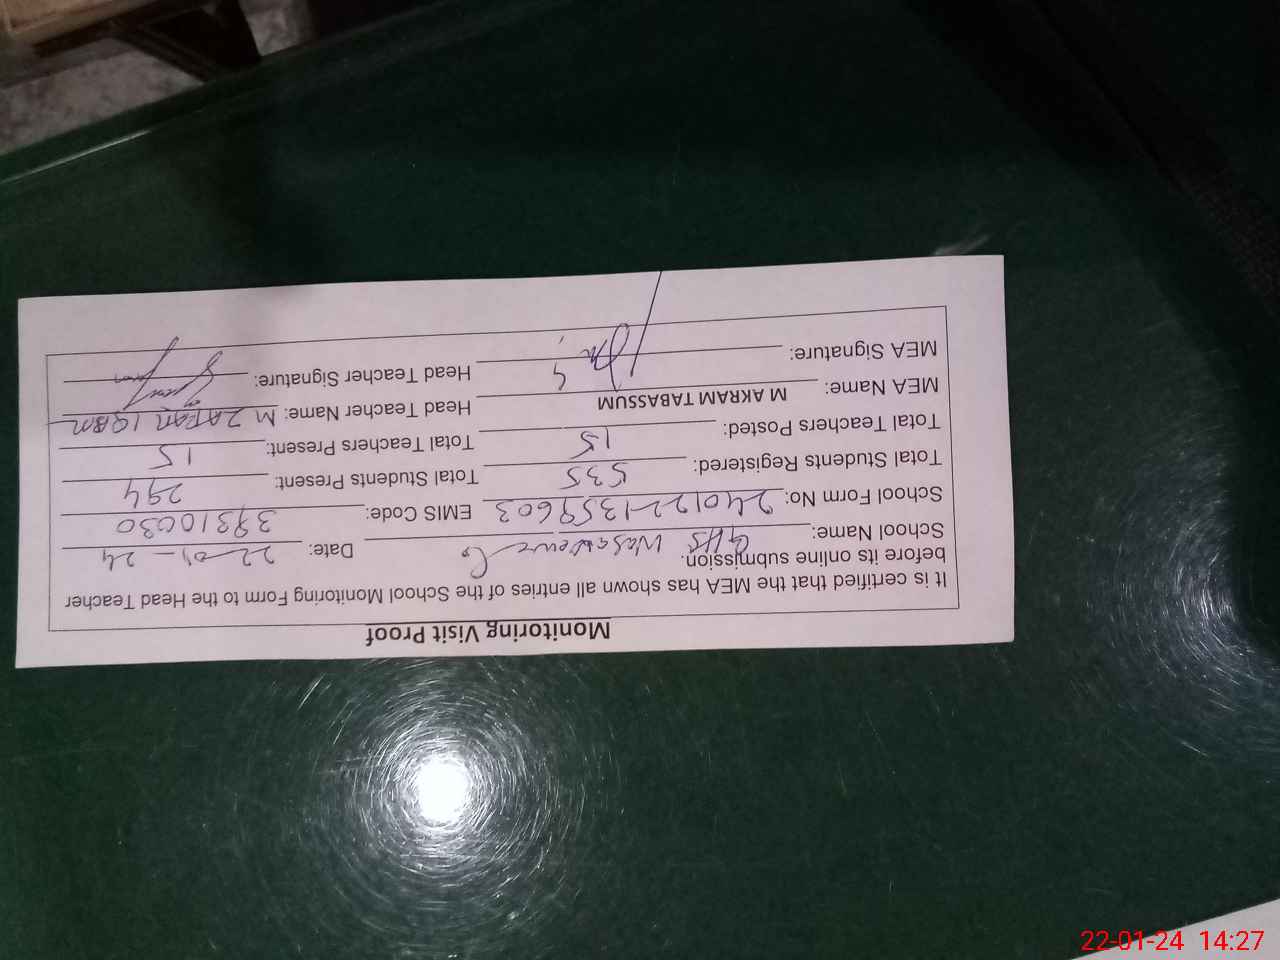 Monitoring Visit Proof
It is certified that the MEA has shown all entries of the School Monitoring Form to the Head Teacher
before its online submission.
School Name: GHS Date: 22-01-24
School Form No: 2401221359603 EMIS Code: 39310030
Total Students Registered: 535 Total Students Present: 294
Total Teachers Posted: 15 Total Teachers Present: 15
MEA Name: M AKRAM TABASSUM Head Teacher Name: M ZAFAR IQBAL
MEA Signature: Head Teacher Signature:
22-01-24 14:27